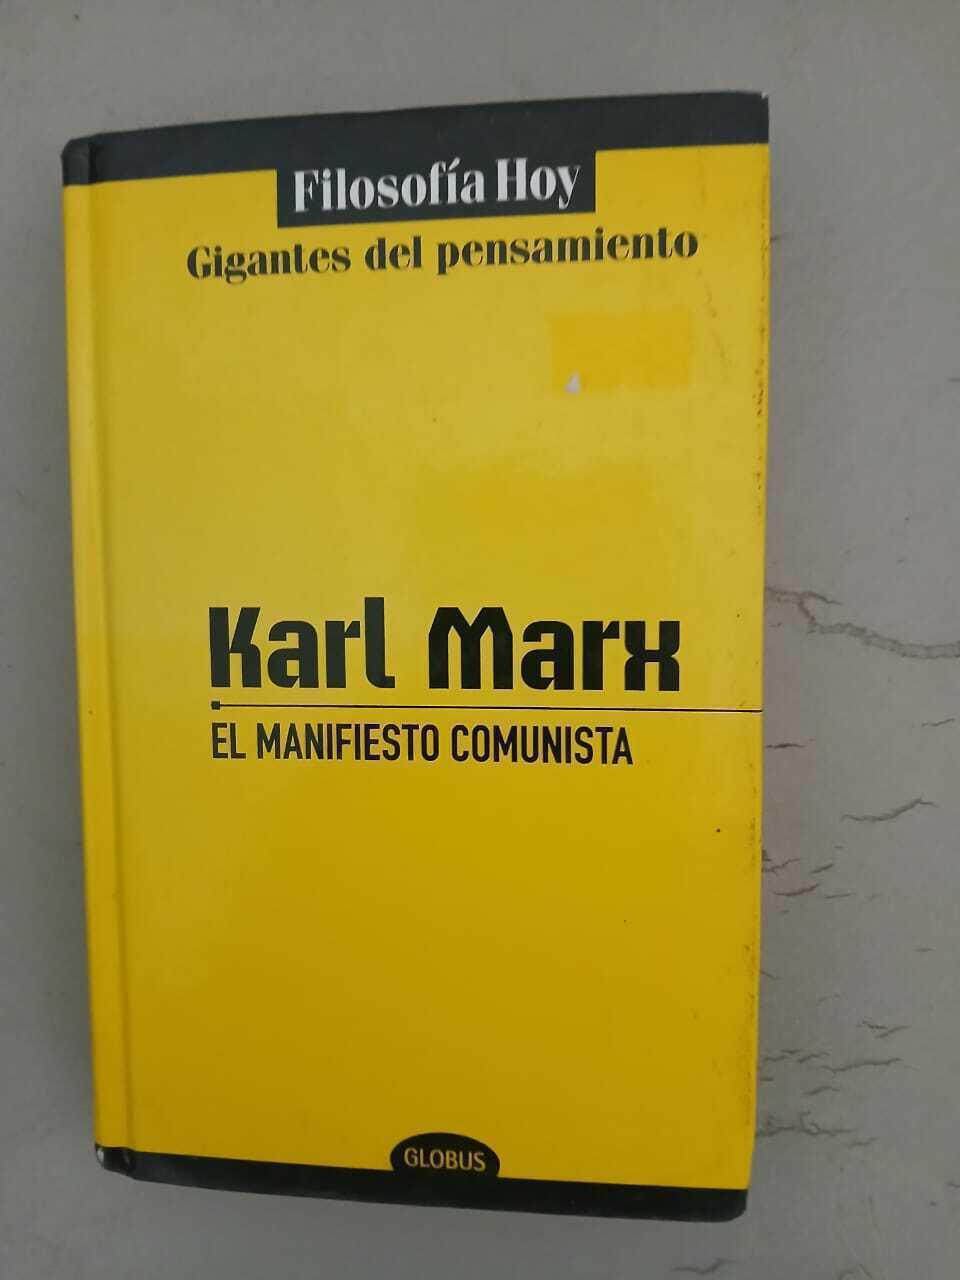 Filosofía Hoy
Gigantes del pensamiento
Karl Marx
EL MANIFIESTO COMUNISTA
GLOBUS